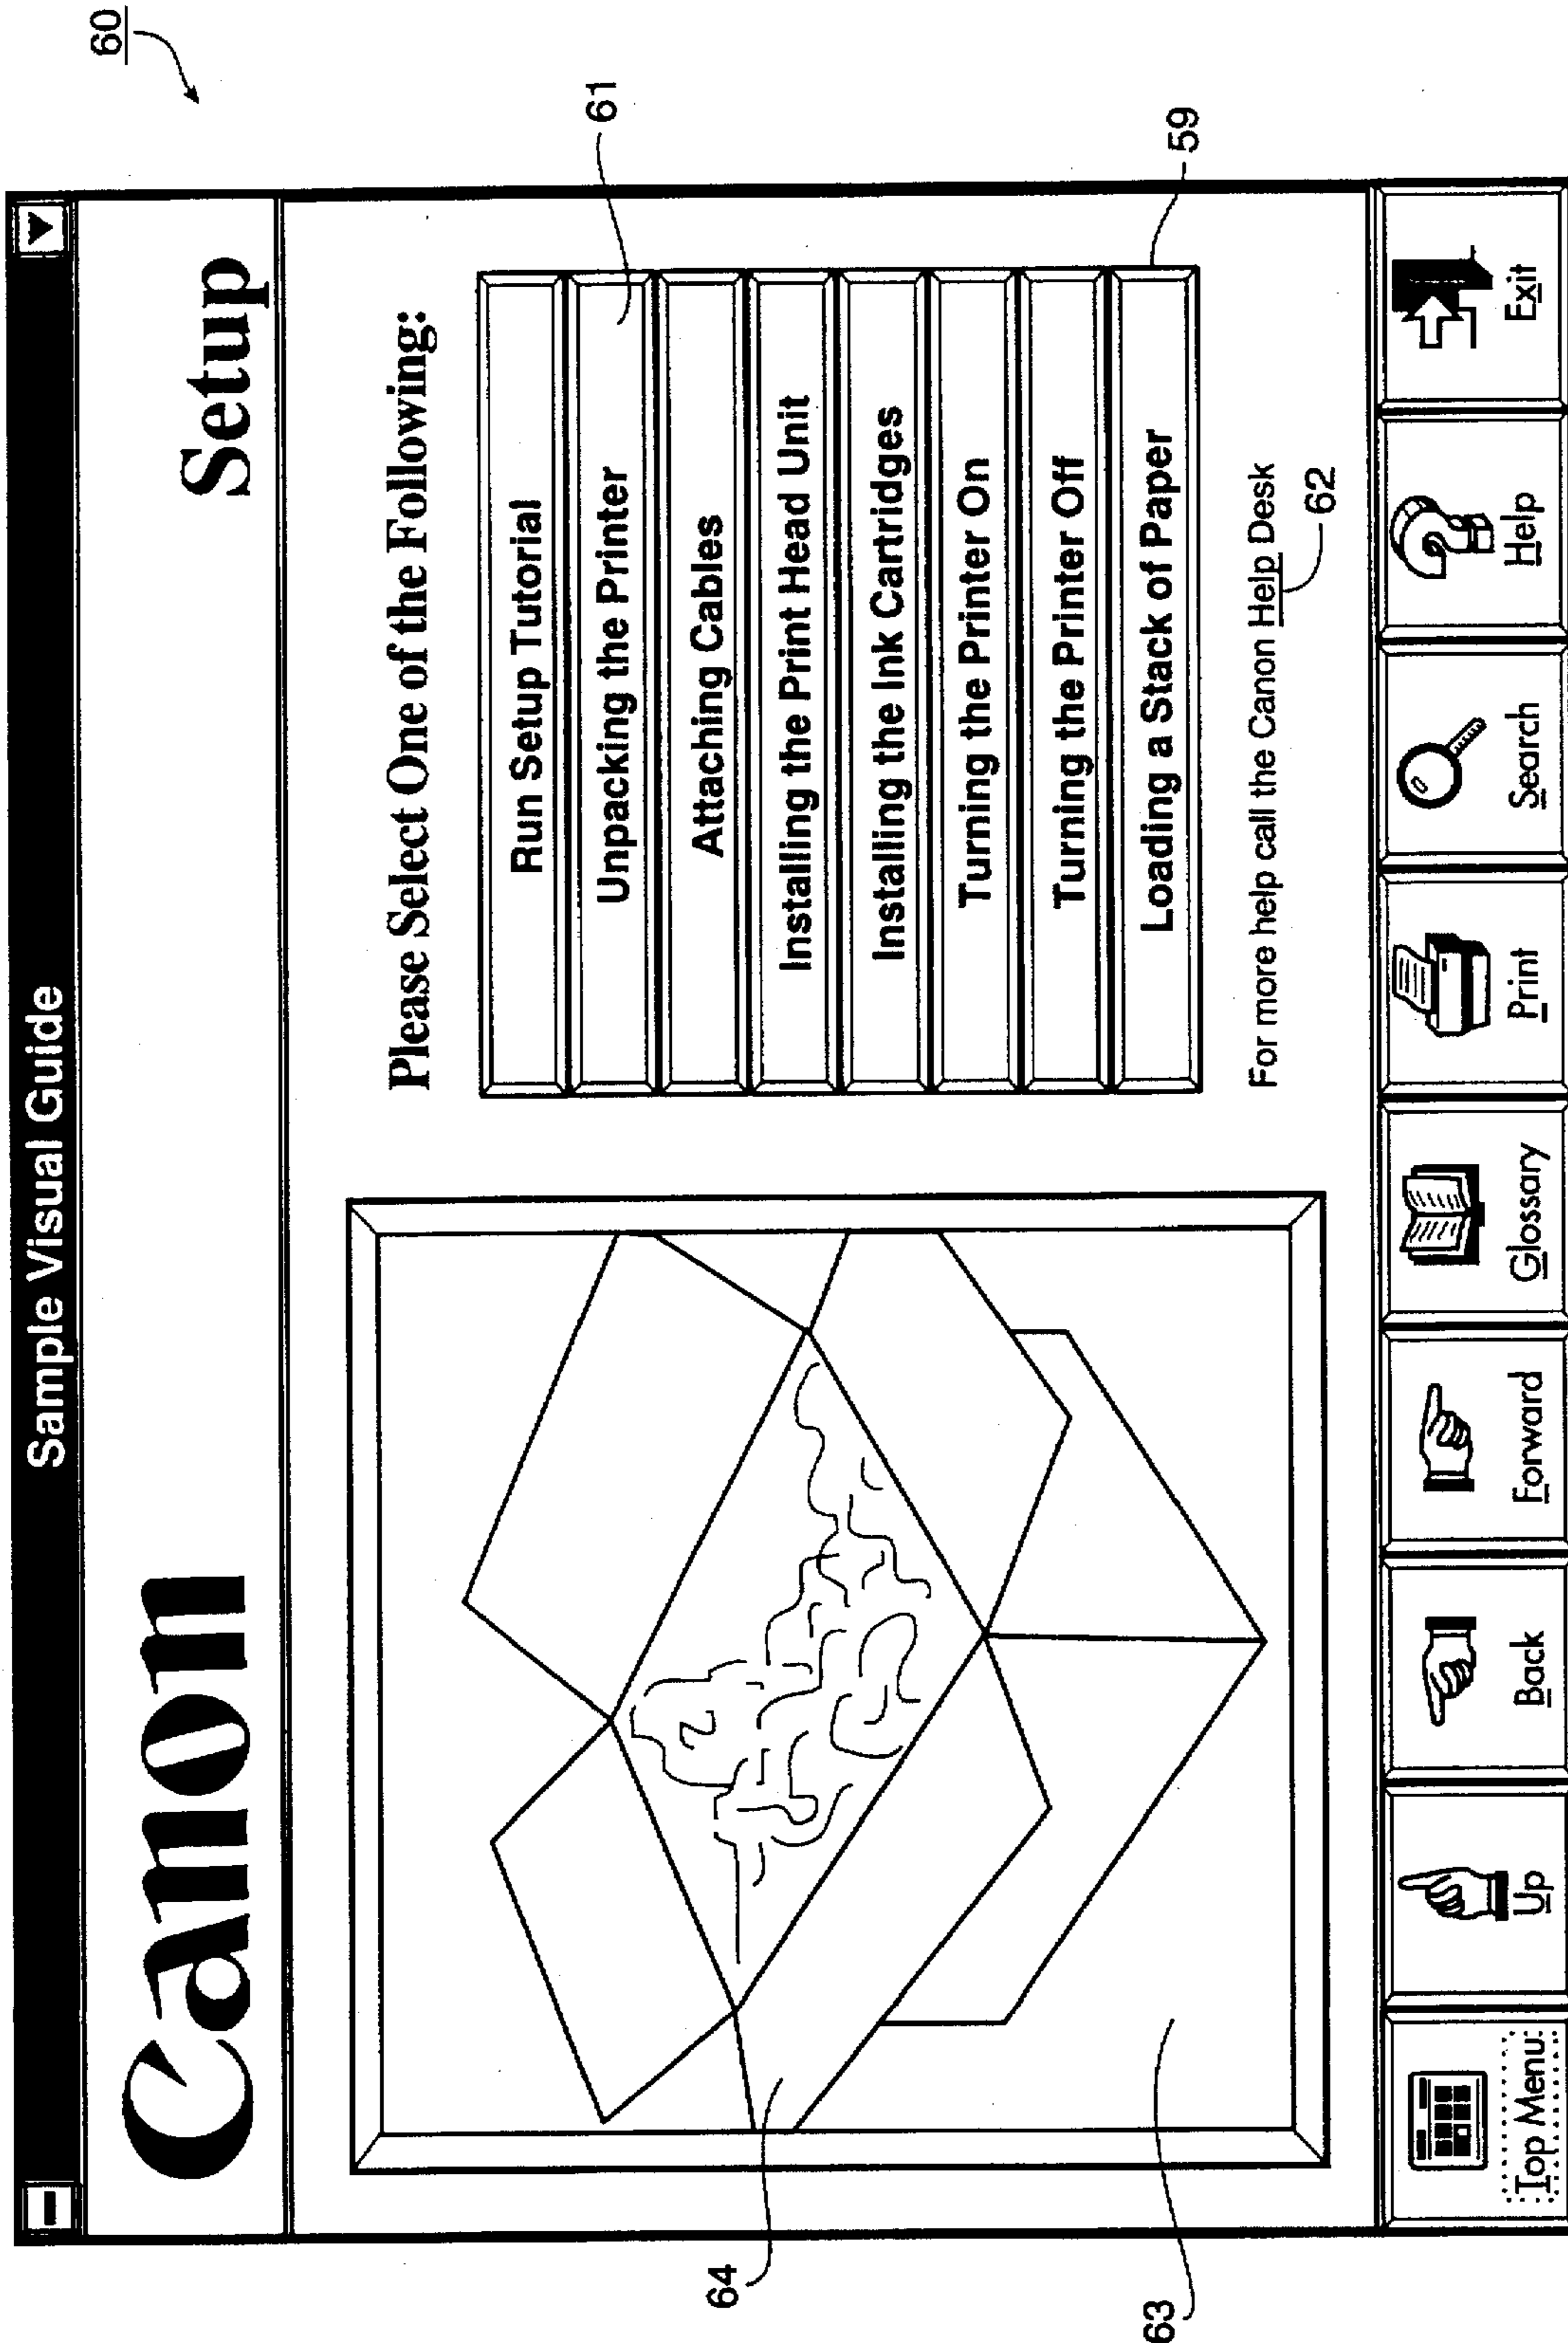 60
Sample Visual Guide
Canon
Setup
Please Select One of the Following:
Run Setup Tutorial
Unpacking the Printer
61
Attaching Cables
Installing the Print Head Unit
Installing the Ink Cartridges
Turning the Printer On
Turning the Printer Off
Loading a Stack of Paper
59
For more help call the Canon Help Desk
62
64
63
Top Menu
Up
Back
Forward
Glossary
Print
Search
Help
Exit